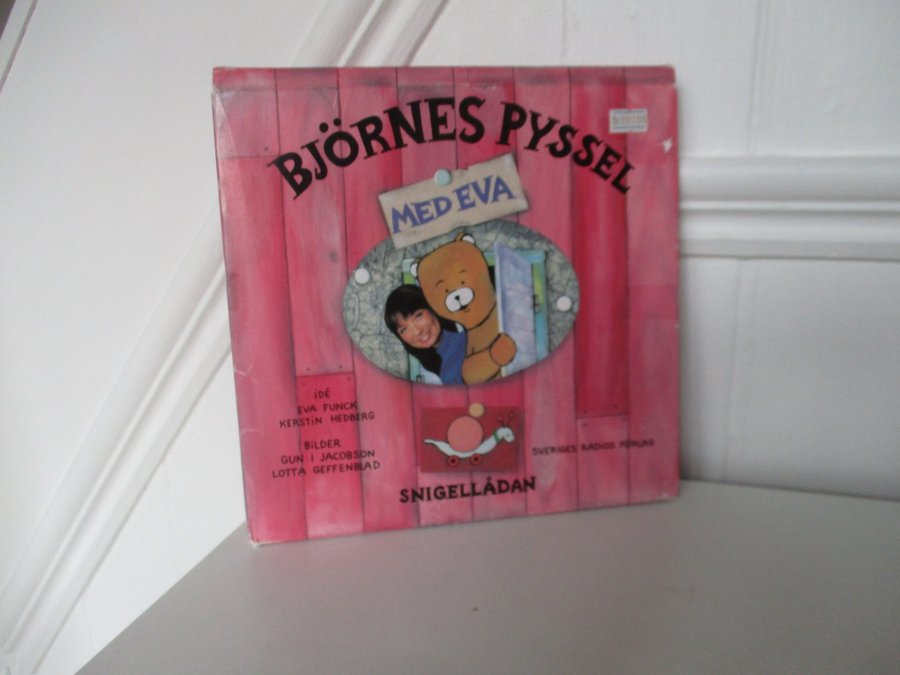 BJÖRNES PYSSEL
MED EVA
iDÉ
EVA FUNCK
KERSTiN HEDBERG
BiLDER
GUN I JACOBSON
LOTTA GEFFENBLAD
SVERIGES RADIOS FÖRLAG
SNIGELLÅDAN